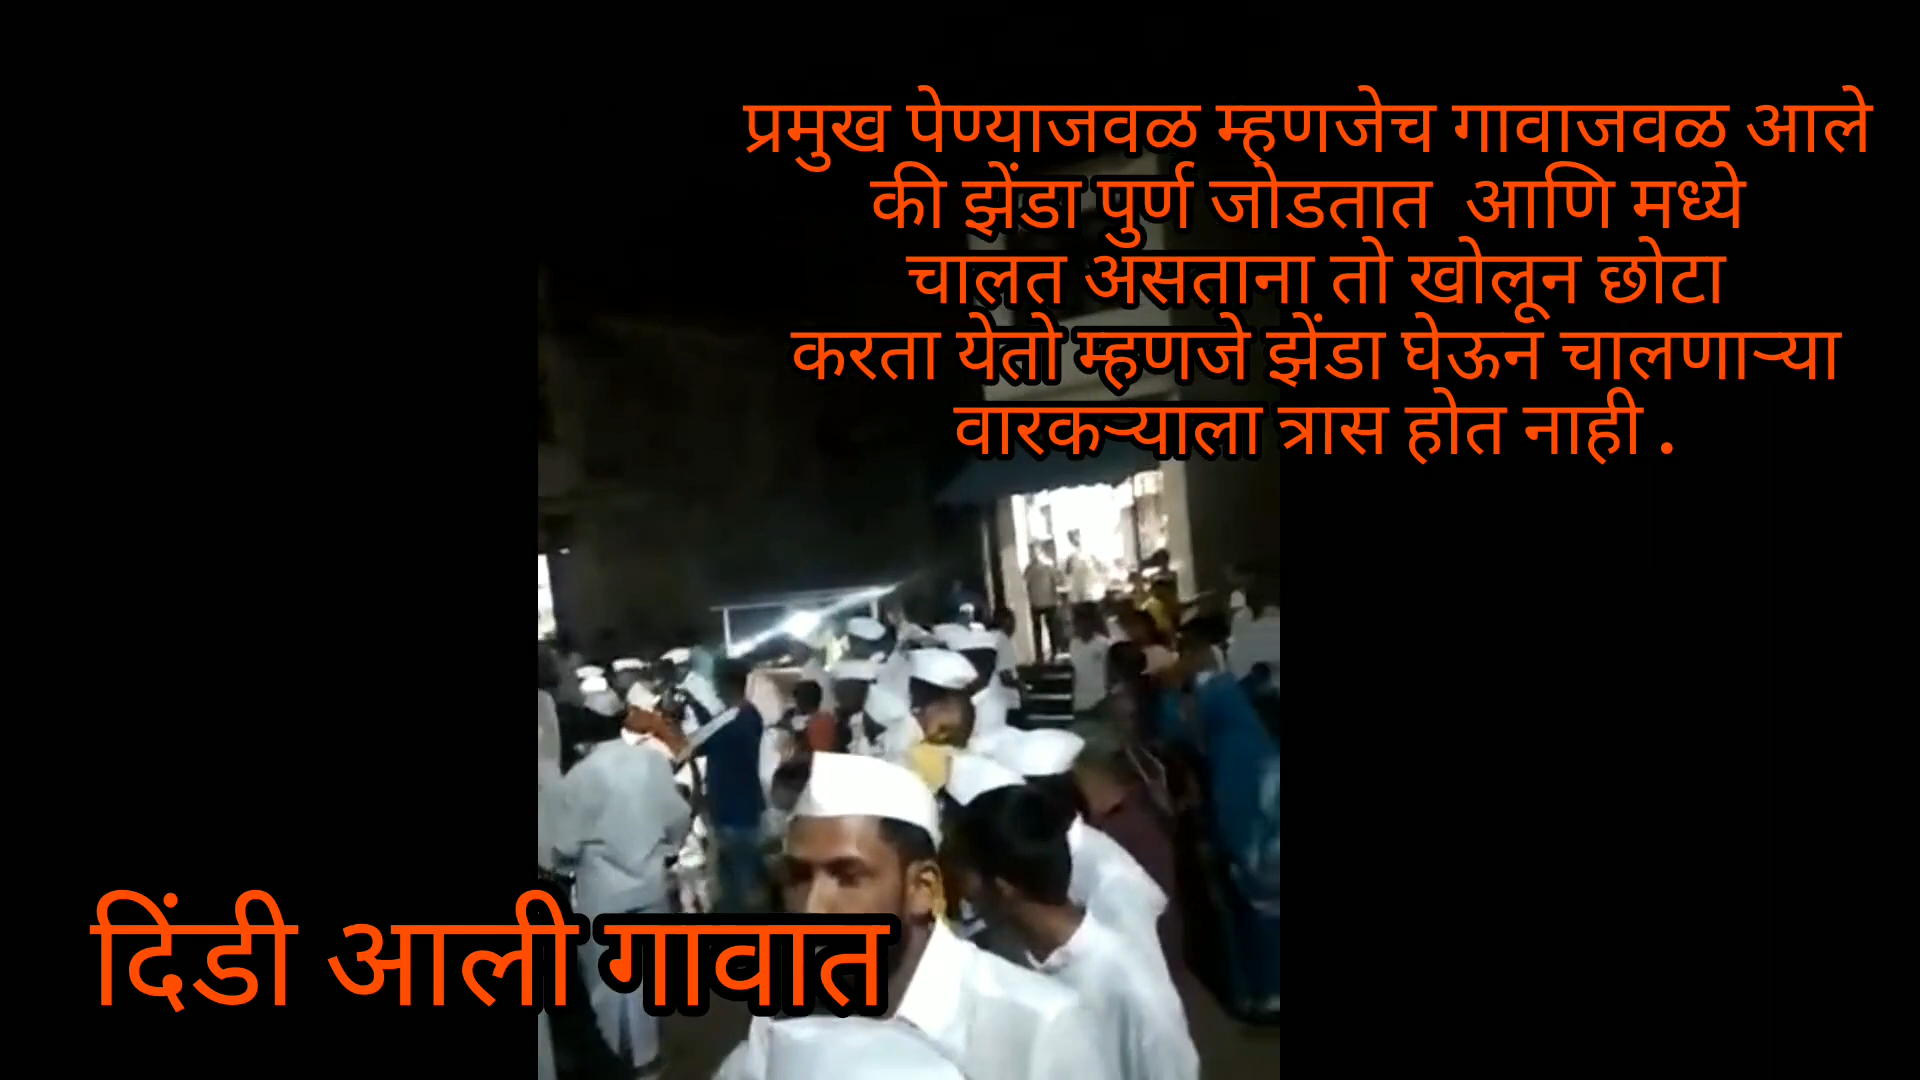 प्रमुख पेण्याजवळ म्हणजेच गावाजवळ आले
की झेंडा पुर्ण जोडतात आणि मध्ये
चालत असताना तो खोलून छोटा
करता येतो म्हणजे झेंडा घेऊन चालणाऱ्या
वारकऱ्याला त्रास होत नाही .
दिंडी आली गावात